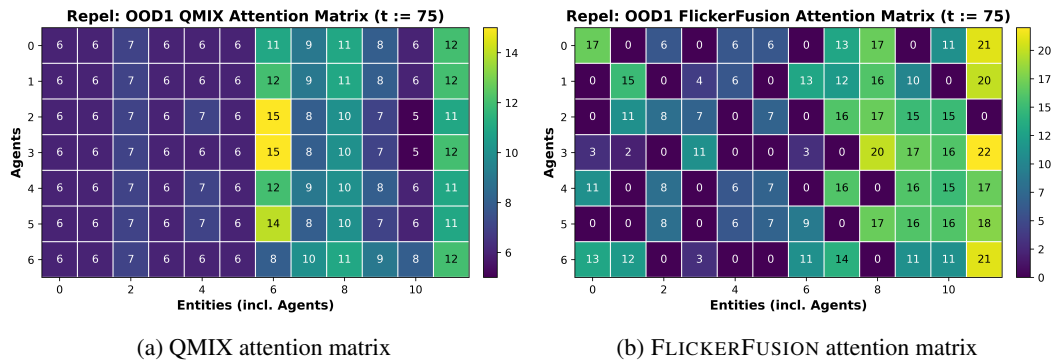 Repel: OOD1 QMIX Attention Matrix (t := 75)
0 6 6 7 6 6 6 11 9 11 8 6 12
1 6 6 7 6 6 6 12 9 11 8 6 12
2 6 6 7 6 7 6 15 8 10 7 5 11
3 6 6 7 6 6 6 15 8 10 7 5 12
4 6 6 7 6 7 6 12 9 10 8 6 11
5 6 6 7 6 7 6 14 8 10 7 6 11
6 6 6 7 6 6 6 8 10 11 9 8 12
0 2 4 6 8 10
Agents
Entities (incl. Agents)
14
12
10
8
6
(a) QMIX attention matrix
Repel: OOD1 FlickerFusion Attention Matrix (t := 75)
0 17 0 6 0 6 6 0 13 17 0 11 21
1 0 15 0 4 6 0 13 12 16 10 0 20
2 0 11 8 7 0 7 0 16 17 15 15 0
3 3 2 0 11 0 0 3 0 20 17 16 22
4 11 0 8 0 6 7 0 16 0 16 15 17
5 0 0 8 0 6 7 9 0 17 16 16 18
6 13 12 0 3 0 0 11 14 0 11 11 21
0 2 4 6 8 10
Agents
Entities (incl. Agents)
20
17
15
12
10
7
5
2
0
(b) FLICKERFUSION attention matrix